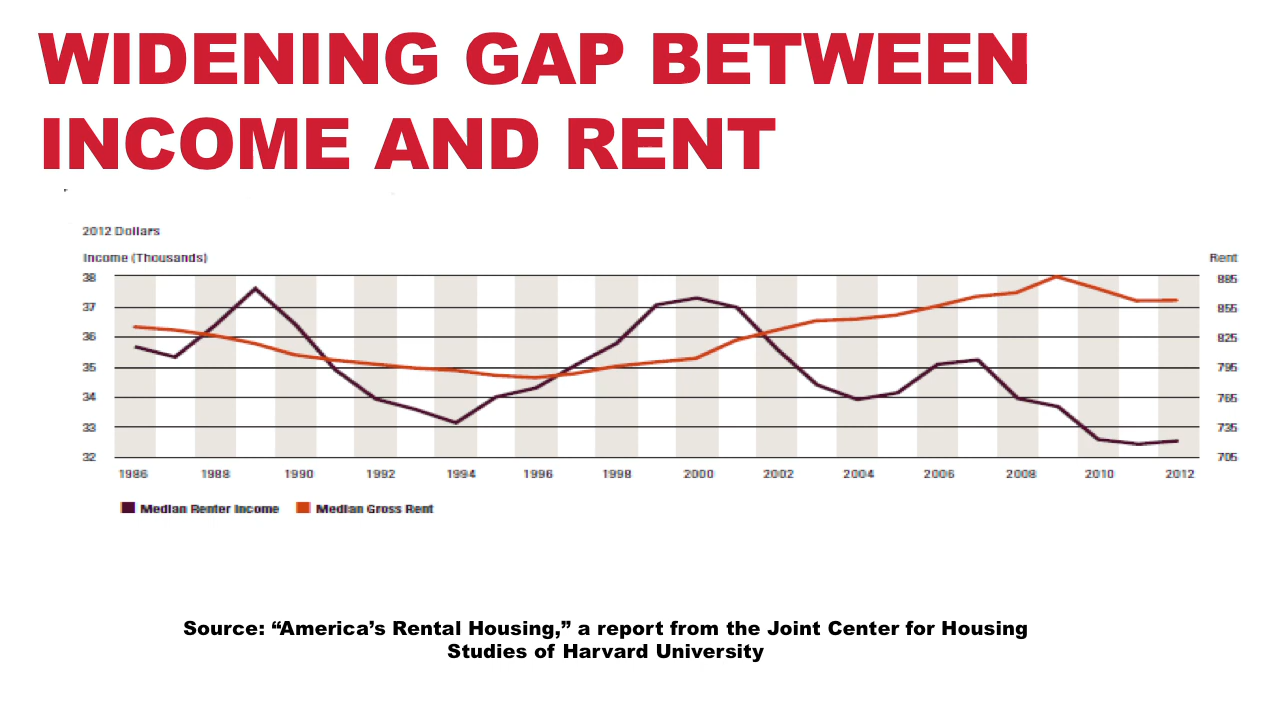 WIDENING GAP BETWEEN
INCOME AND RENT
2012 Dollars
Income (Thousands) Rent
38 885
37 855
36 825
35 795
34 765
33 735
32 705
1986 1988 1990 1992 1994 1996 1998 2000 2002 2004 2006 2008 2010 2012
Median Renter Income Median Gross Rent
Source: “America’s Rental Housing,” a report from the Joint Center for Housing
Studies of Harvard University